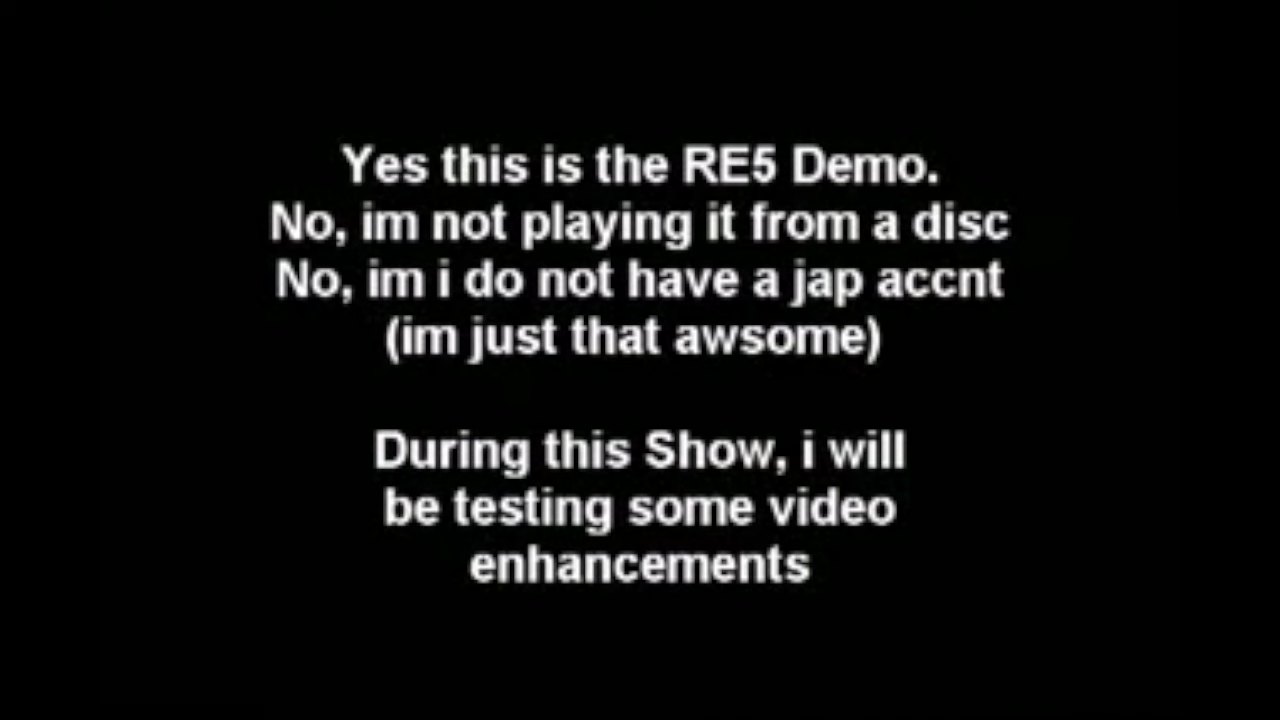 Yes this is the RE5 Demo.
No, im not playing it from a disc
No, im i do not have a jap accnt
(im just that awsome)
During this Show, i will
be testing some video
enhancements